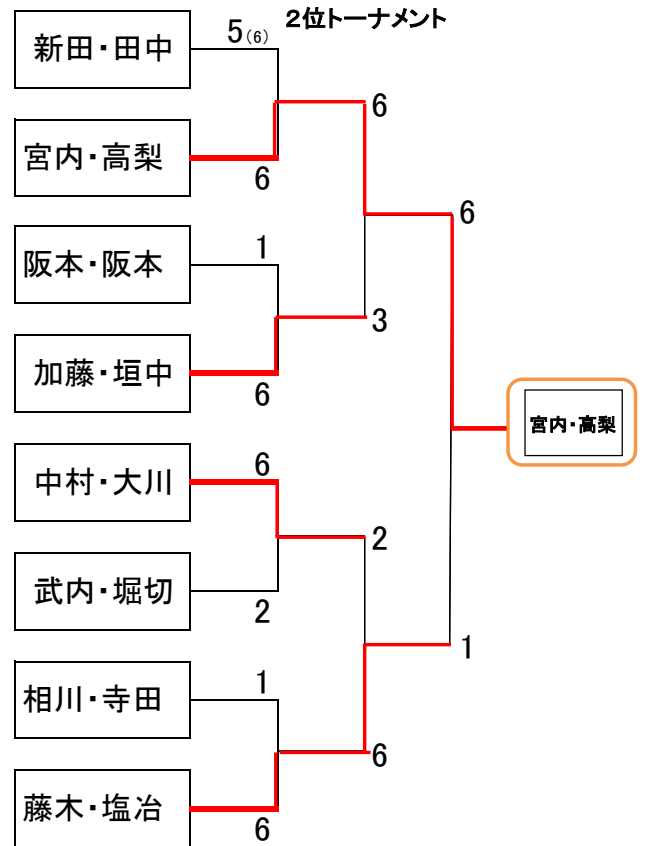 2位トーナメント
新田・田中
5(6)
6
宮内・高梨
6
6
阪本・阪本
1
3
加藤・垣中
6
宮内・高梨
中村・大川
6
2
武内・堀切
2
1
相川・寺田
1
6
藤木・塩冶
6